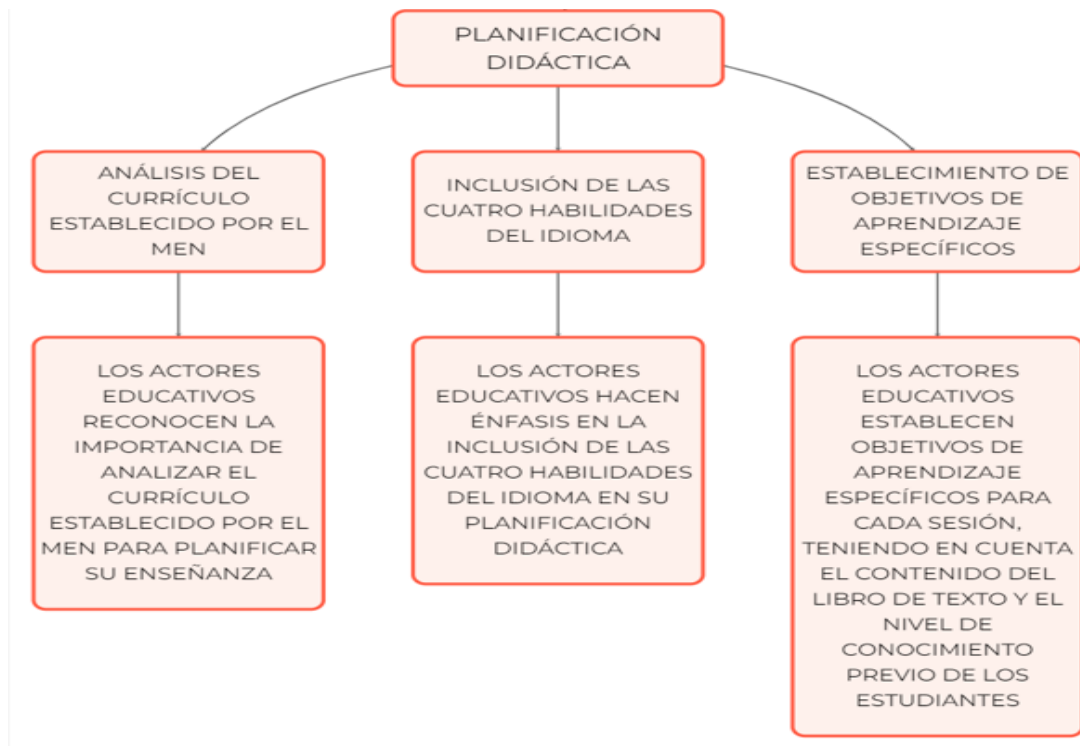 PLANIFICACIÓN
DIDÁCTICA
ANÁLISIS DEL
CURRÍCULO
ESTABLECIDO POR EL
MEN
INCLUSIÓN DE LAS
CUATRO HABILIDADES
DEL IDIOMA
ESTABLECIMIENTO DE
OBJETIVOS DE
APRENDIZAJE
ESPECÍFICOS
LOS ACTORES
EDUCATIVOS
RECONOCEN LA
IMPORTANCIA DE
ANALIZAR EL
CURRÍCULO
ESTABLECIDO POR EL
MEN PARA PLANIFICAR
SU ENSEÑANZA
LOS ACTORES
EDUCATIVOS HACEN
ÉNFASIS EN LA
INCLUSIÓN DE LAS
CUATRO HABILIDADES
DEL IDIOMA EN SU
PLANIFICACIÓN
DIDÁCTICA
LOS ACTORES
EDUCATIVOS
ESTABLECEN
OBJETIVOS DE
APRENDIZAJE
ESPECÍFICOS PARA
CADA SESIÓN,
TENIENDO EN CUENTA
EL CONTENIDO DEL
LIBRO DE TEXTO Y EL
NIVEL DE
CONOCIMIENTO
PREVIO DE LOS
ESTUDIANTES